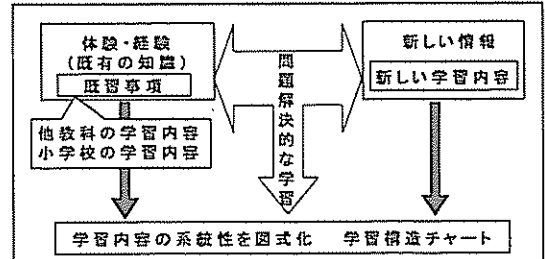 体験・経験
(既有の知識)
既習事項
他教科の学習内容
小学校の学習内容
問題解決的な学習
新しい情報
新しい学習内容
学習内容の系統性を図式化 学習構造チャート